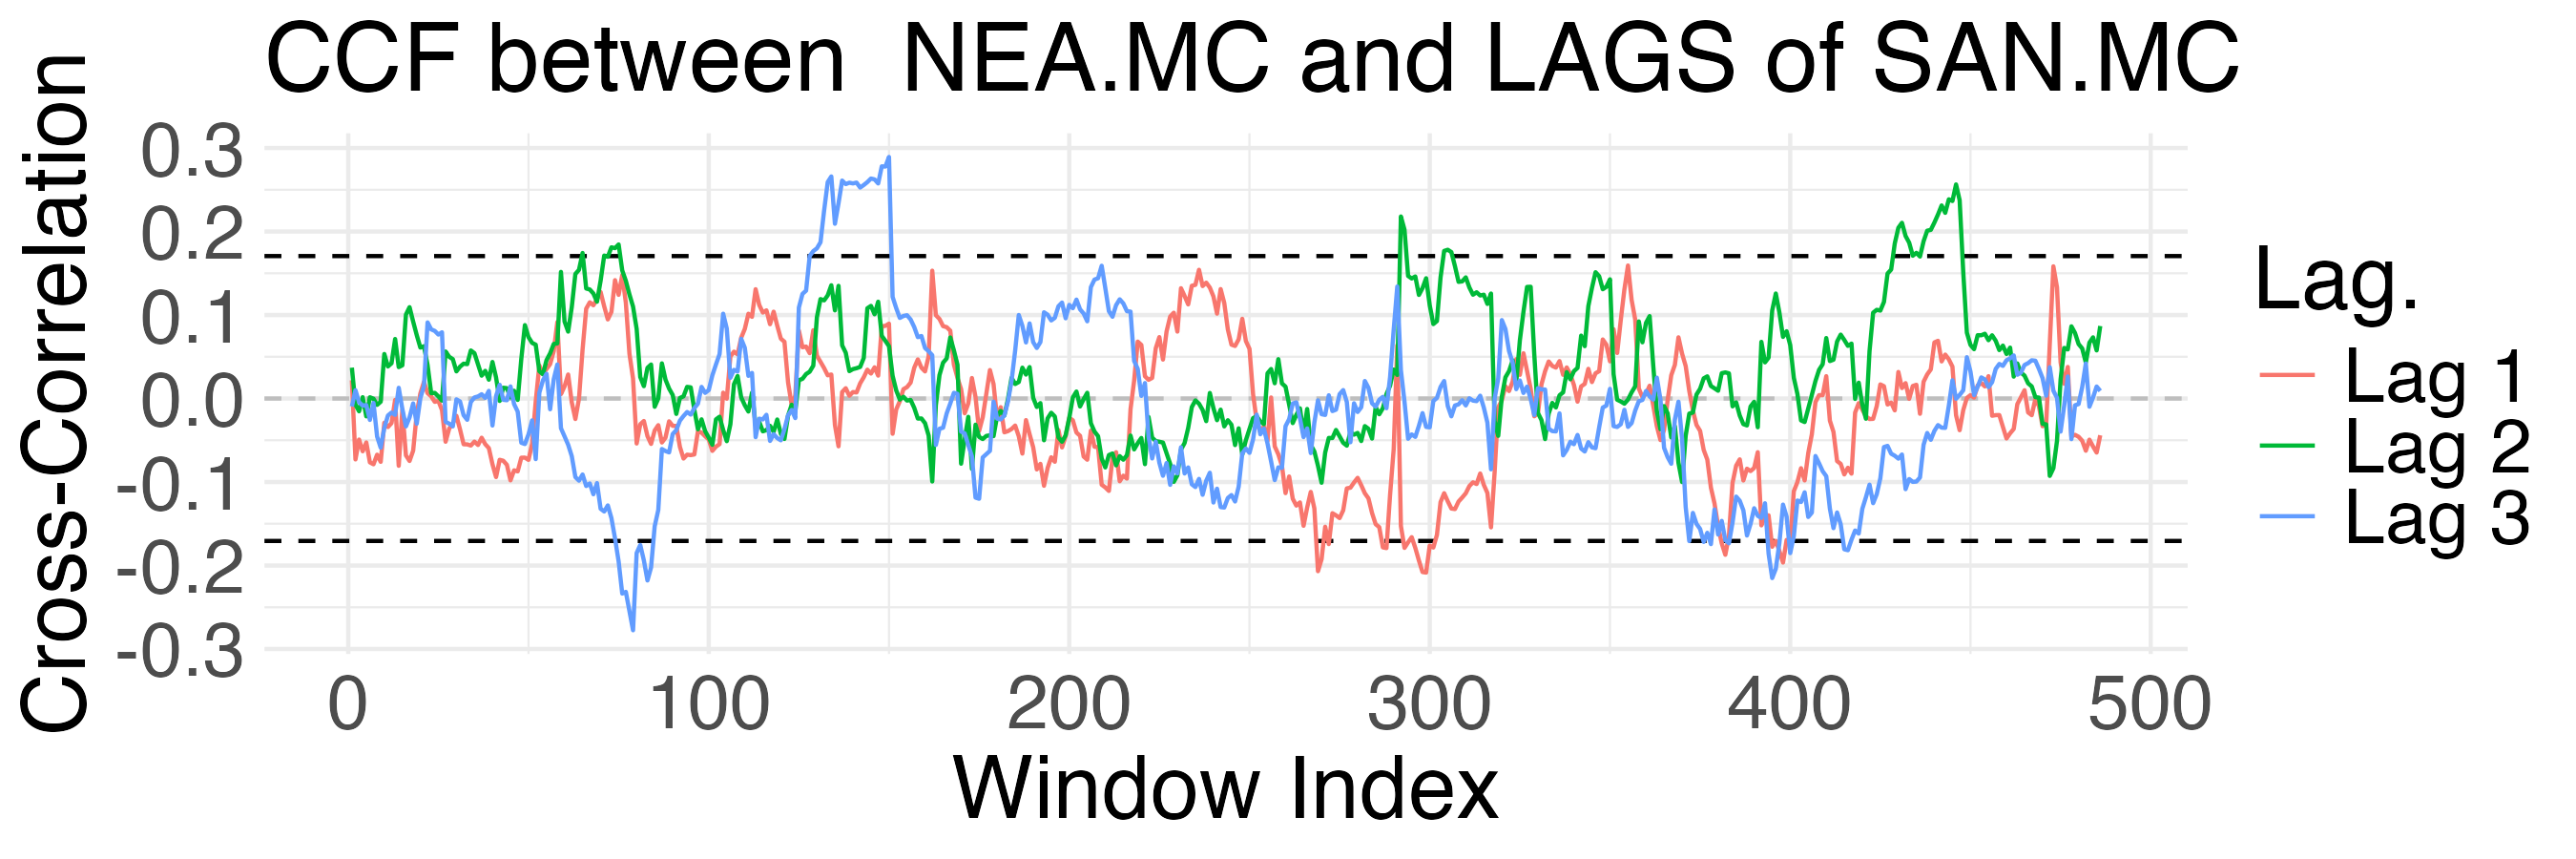 CCF between  NEA.MC and LAGS of SAN.MC
Cross-Correlation
0.3
0.2
0.1
0.0
-0.1
-0.2
-0.3
0 100 200 300 400 500
Window Index
Lag.
Lag 1
Lag 2
Lag 3